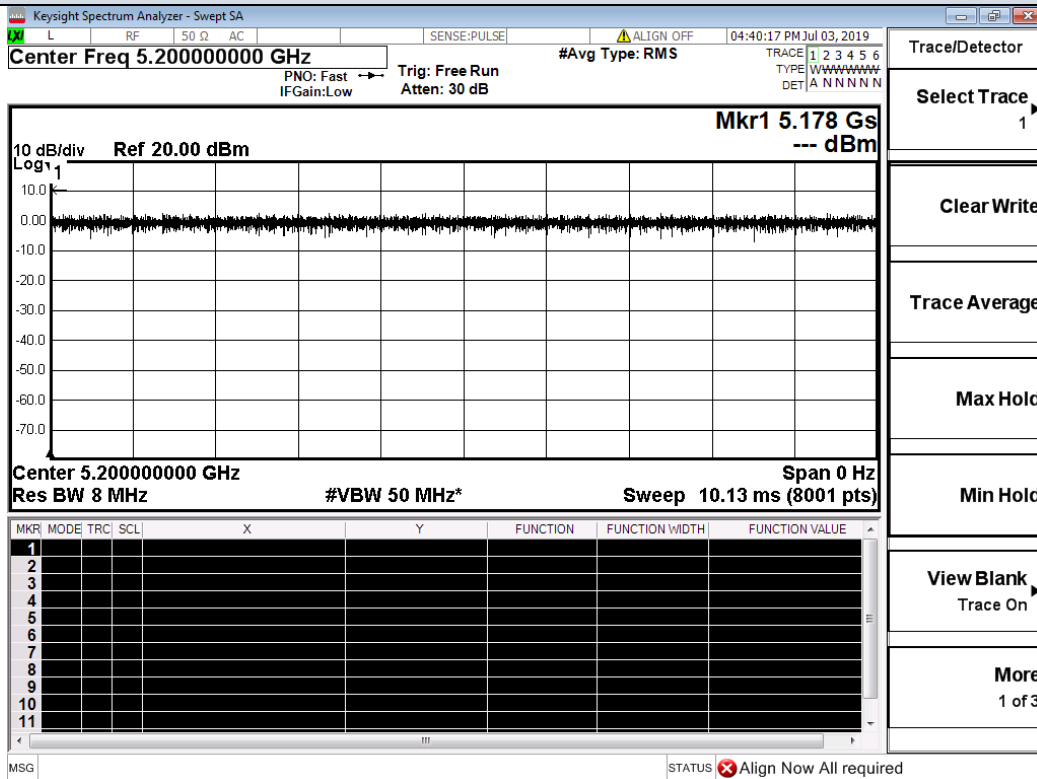 Keysight Spectrum Analyzer - Swept SA
LXI L RF 50 Ω AC SENSE:PULSE ALIGN OFF 04:40:17 PM Jul 03, 2019
Center Freq 5.200000000 GHz
PNO: Fast
IFGain:Low
Trig: Free Run
Atten: 30 dB
#Avg Type: RMS
TRACE 1 2 3 4 5 6
TYPE WWWWWW
DET A N N N N N
Mkr1 5.178 Gs
--- dBm
10 dB/div Ref 20.00 dBm
Log
1
10.0
0.00
-10.0
-20.0
-30.0
-40.0
-50.0
-60.0
-70.0
Center 5.200000000 GHz Span 0 Hz
Res BW 8 MHz #VBW 50 MHz* Sweep 10.13 ms (8001 pts)
MKR MODE TRC SCL X Y FUNCTION FUNCTION WIDTH FUNCTION VALUE
1
2
3
4
5
6
7
8
9
10
11
MSG STATUS Align Now All required
Trace/Detector
Select Trace
1
Clear Write
Trace Average
Max Hold
Min Hold
View Blank
Trace On
More
1 of 3